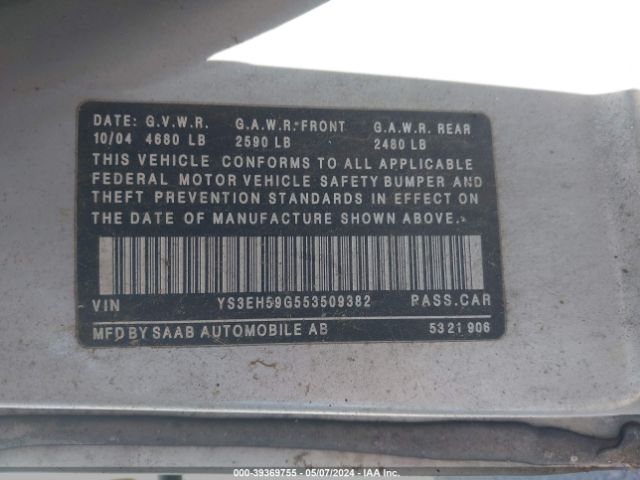 DATE: G.V.W.R. G.A.W.R.FRONT G.A.W.R. REAR
10/04 4680 LB 2590 LB 2480 LB
THIS VEHICLE CONFORMS TO ALL APPLICABLE
FEDERAL MOTOR VEHICLE SAFETY BUMPER AND
THEFT PREVENTION STANDARDS IN EFFECT ON
THE DATE OF MANUFACTURE SHOWN ABOVE.
VIN YS3EH59G553509382 PASS.CAR
MFD BY SAAB AUTOMOBILE AB 5321906
000-39369755 - 05/07/2024 - IAA Inc.